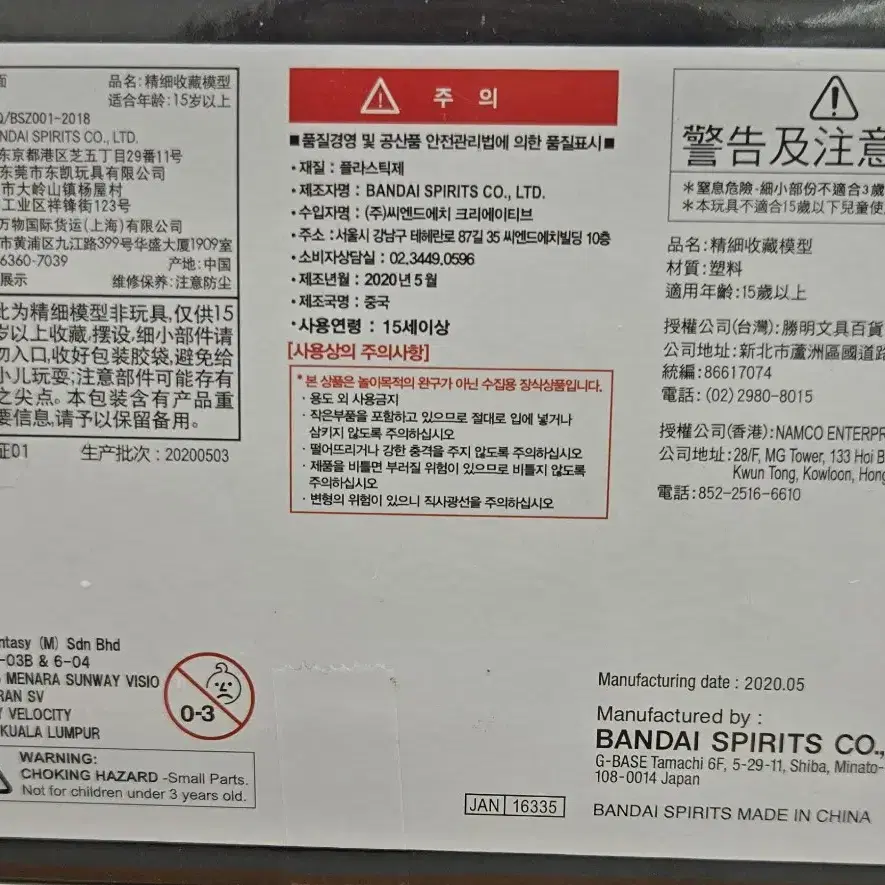 面
品名:精细收藏模型
适合年龄:15岁以上
Q/BSZ001-2018
NDAI SPIRITS CO., LTD.
东京都港区芝五丁目29番11号
东莞市东凯玩具有限公司
市大岭山镇杨屋村
工业区祥锋街123号
万物国际货运(上海)有限公司
市黄浦区九江路399号华盛大厦1909室
6360-7039 产地:中国
展示 维修保养:注意防尘
此为精细模型非玩具,仅供15
岁以上收藏,摆设,细小部件请
勿入口,收好包装胶袋,避免给
小儿玩耍;注意部件可能存有
之尖点。本包装含有产品重
要信息,请予以保留备用。
证01 生产批次:20200503
주 의
■품질경영 및 공산품 안전관리법에 의한 품질표시■
• 재질 : 플라스틱제
• 제조자명 : BANDAI SPIRITS CO., LTD.
• 수입자명 : (주)씨엔드에치 크리에이티브
• 주소 :서울시 강남구 테헤란로 87길 35 씨엔드에치빌딩 10층
• 소비자상담실 : 02.3449.0596
• 제조년월 : 2020년 5월
• 제조국명 : 중국
• 사용연령 : 15세이상
[사용상의 주의사항]
* 본 상품은 놀이목적의 완구가 아닌 수집용 장식상품입니다.
· 용도 외 사용금지
· 작은부품을 포함하고 있으므로 절대로 입에 넣거나
삼키지 않도록 주의하십시오
· 떨어뜨리거나 강한 충격을 주지 않도록 주의하십시오
· 제품을 비틀면 부러질 위험이 있으므로 비틀지 않도록
주의하십시오
· 변형의 위험이 있으니 직사광선을 주의하십시오
警告及注意
*窒息危險-細小部份不適合3歲
*本玩具不適合15歲以下兒童使
品名:精細收藏模型
材質:塑料
適用年齡:15歲以上
授權公司(台灣):勝明文具百貨
公司地址:新北市蘆洲區國道路
統編:86617074
電話:(02)2980-8015
授權公司(香港):NAMCO ENTERPR
公司地址:28/F, MG Tower, 133 Hoi B
Kwun Tong, Kowloon, Hong
電話:852-2516-6610
ntasy (M) Sdn Bhd
-03B & 6-04
MENARA SUNWAY VISIO
RAN SV
Y VELOCITY
KUALA LUMPUR
0-3
WARNING:
CHOKING HAZARD -Small Parts.
Not for children under 3 years old.
Manufacturing date : 2020.05
Manufactured by :
BANDAI SPIRITS CO.,
G-BASE Tamachi 6F, 5-29-11, Shiba, Minato-
108-0014 Japan
JAN 16335
BANDAI SPIRITS MADE IN CHINA